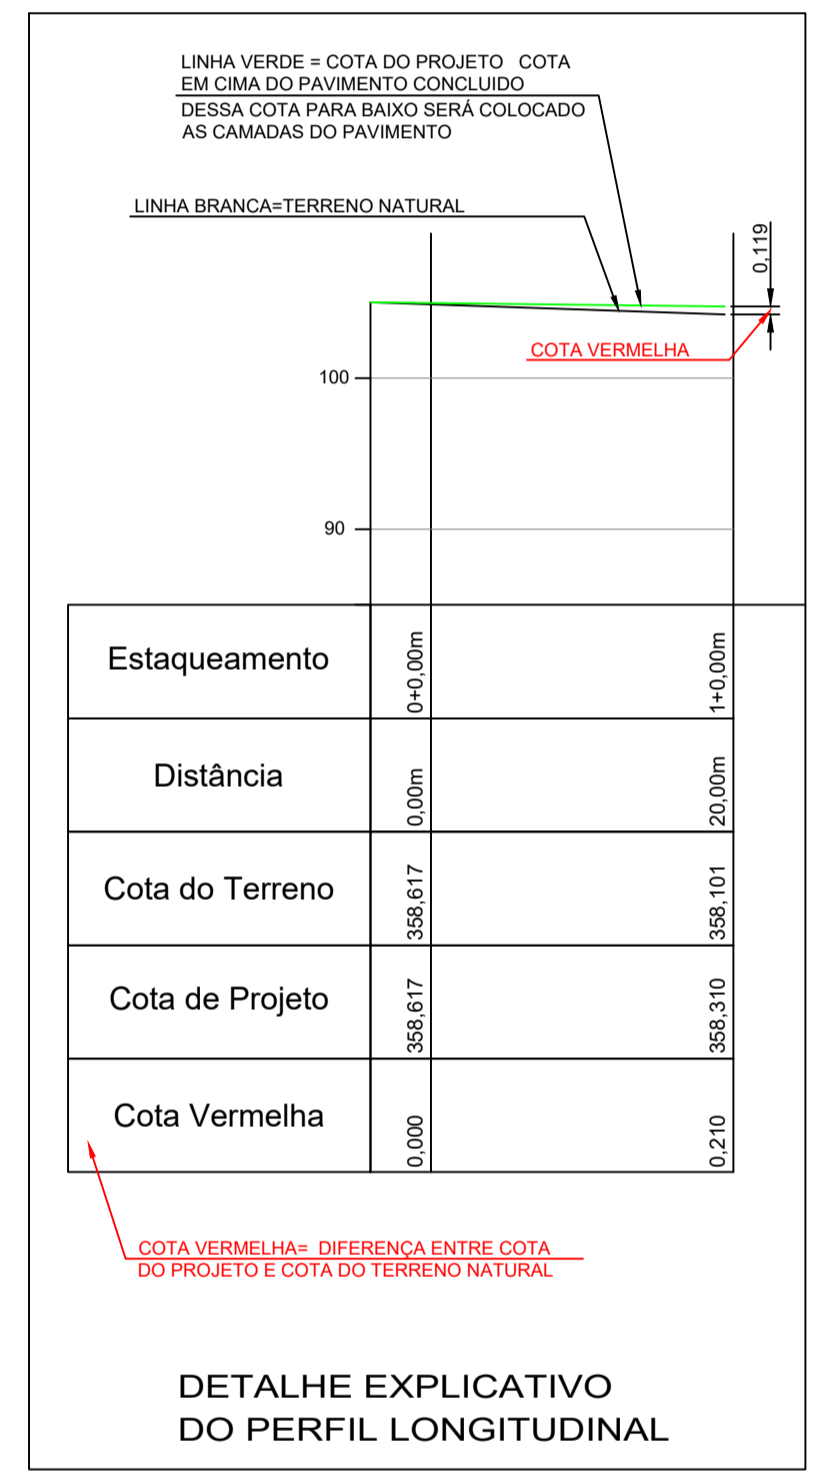 LINHA VERDE = COTA DO PROJETO COTA
EM CIMA DO PAVIMENTO CONCLUIDO
DESSA COTA PARA BAIXO SERÁ COLOCADO
AS CAMADAS DO PAVIMENTO
LINHA BRANCA=TERRENO NATURAL
0,119
COTA VERMELHA
100
90
Estaqueamento
0+0,00m
1+0,00m
Distância
0,00m
20,00m
Cota do Terreno
358,617
358,101
Cota de Projeto
358,617
358,310
Cota Vermelha
0,000
0,210
COTA VERMELHA= DIFERENÇA ENTRE COTA
DO PROJETO E COTA DO TERRENO NATURAL
DETALHE EXPLICATIVO
DO PERFIL LONGITUDINAL